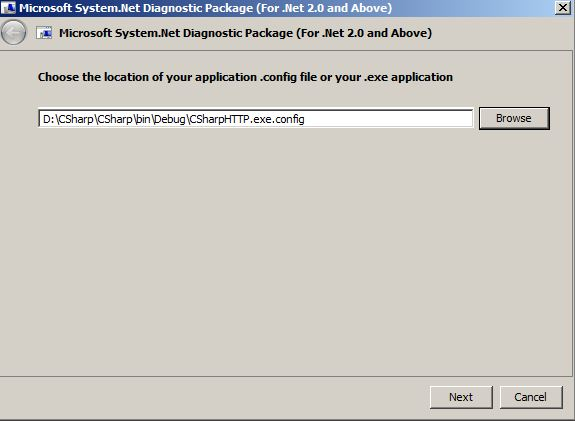 Microsoft System.Net Diagnostic Package (For .Net 2.0 and Above)
Microsoft System.Net Diagnostic Package (For .Net 2.0 and Above)
Choose the location of your application .config file or your .exe application
D:\CSharp\CSharp\bin\Debug\CSharpHTTP.exe.config
Browse
Next
Cancel